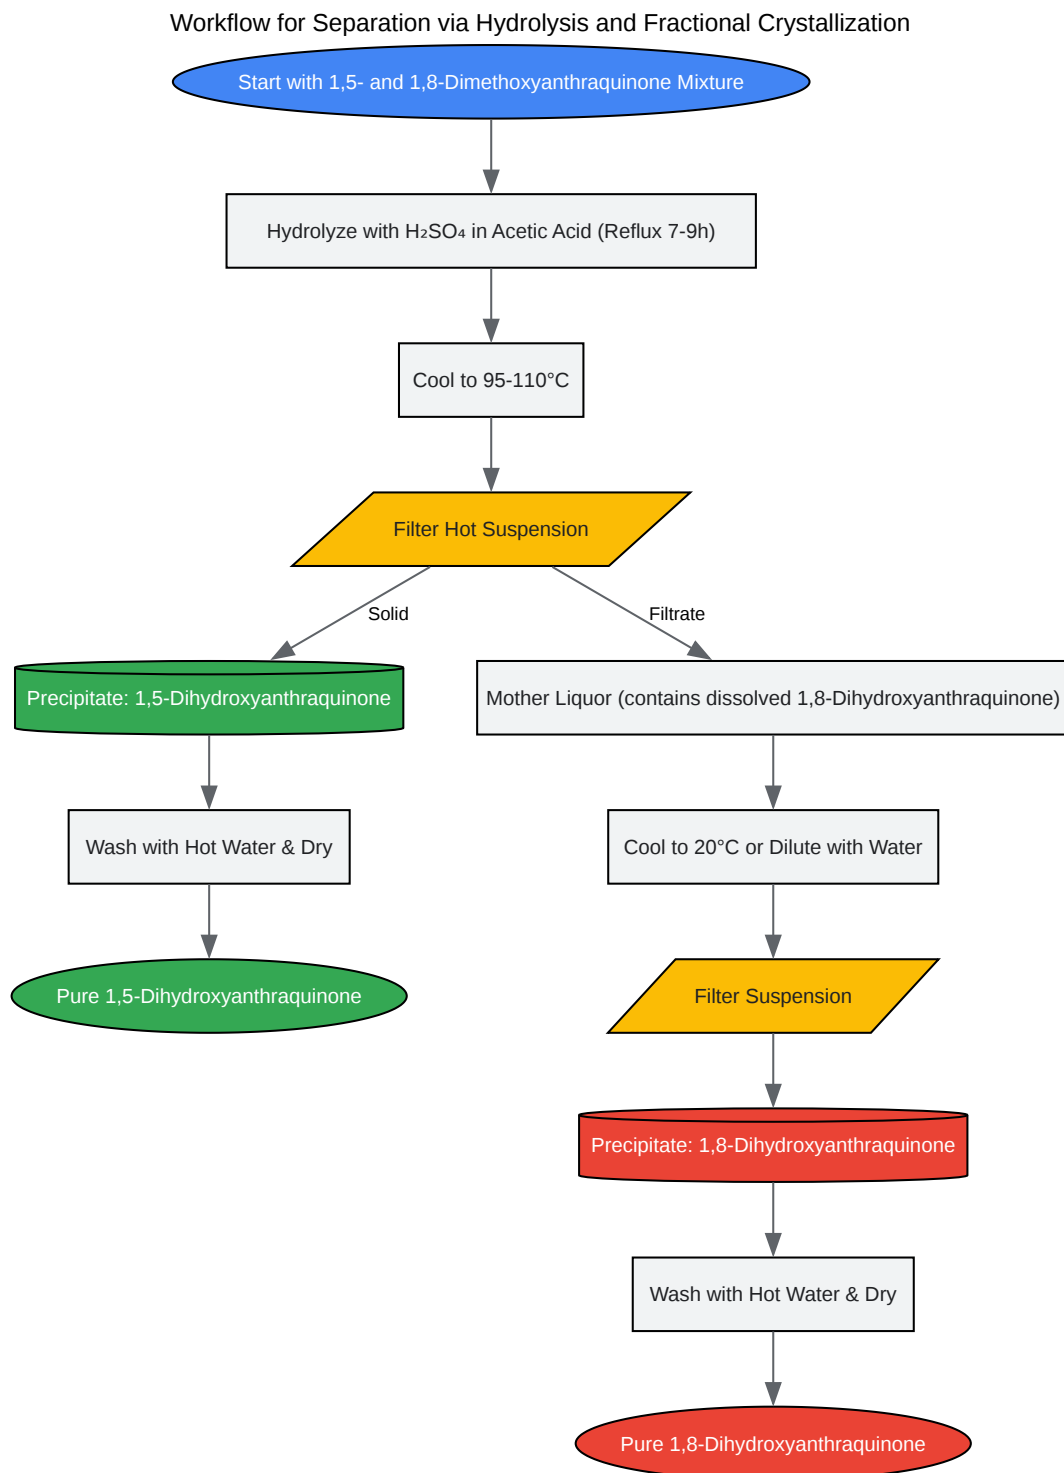 Workflow for Separation via Hydrolysis and Fractional Crystallization
Start with 1,5- and 1,8-Dimethoxyanthraquinone Mixture
Hydrolyze with H₂SO₄ in Acetic Acid (Reflux 7-9h)
Cool to 95-110°C
Filter Hot Suspension
Solid
Filtrate
Precipitate: 1,5-Dihydroxyanthraquinone
Mother Liquor (contains dissolved 1,8-Dihydroxyanthraquinone)
Wash with Hot Water & Dry
Cool to 20°C or Dilute with Water
Pure 1,5-Dihydroxyanthraquinone
Filter Suspension
Precipitate: 1,8-Dihydroxyanthraquinone
Wash with Hot Water & Dry
Pure 1,8-Dihydroxyanthraquinone